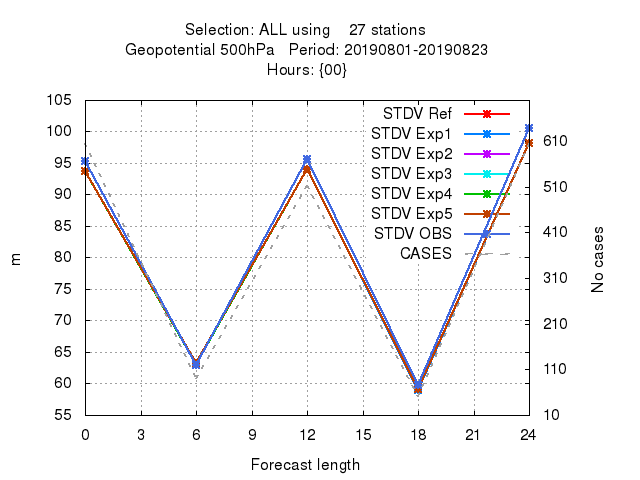 Selection: ALL using    27 stations
Geopotential 500hPa   Period: 20190801-20190823
Hours: {00}
105
100
95
90
85
80
75
70
65
60
55
m
STDV Ref
STDV Exp1
STDV Exp2
STDV Exp3
STDV Exp4
STDV Exp5
STDV OBS
CASES
610
510
410
310
210
110
10
No cases
0 3 6 9 12 15 18 21 24
Forecast length